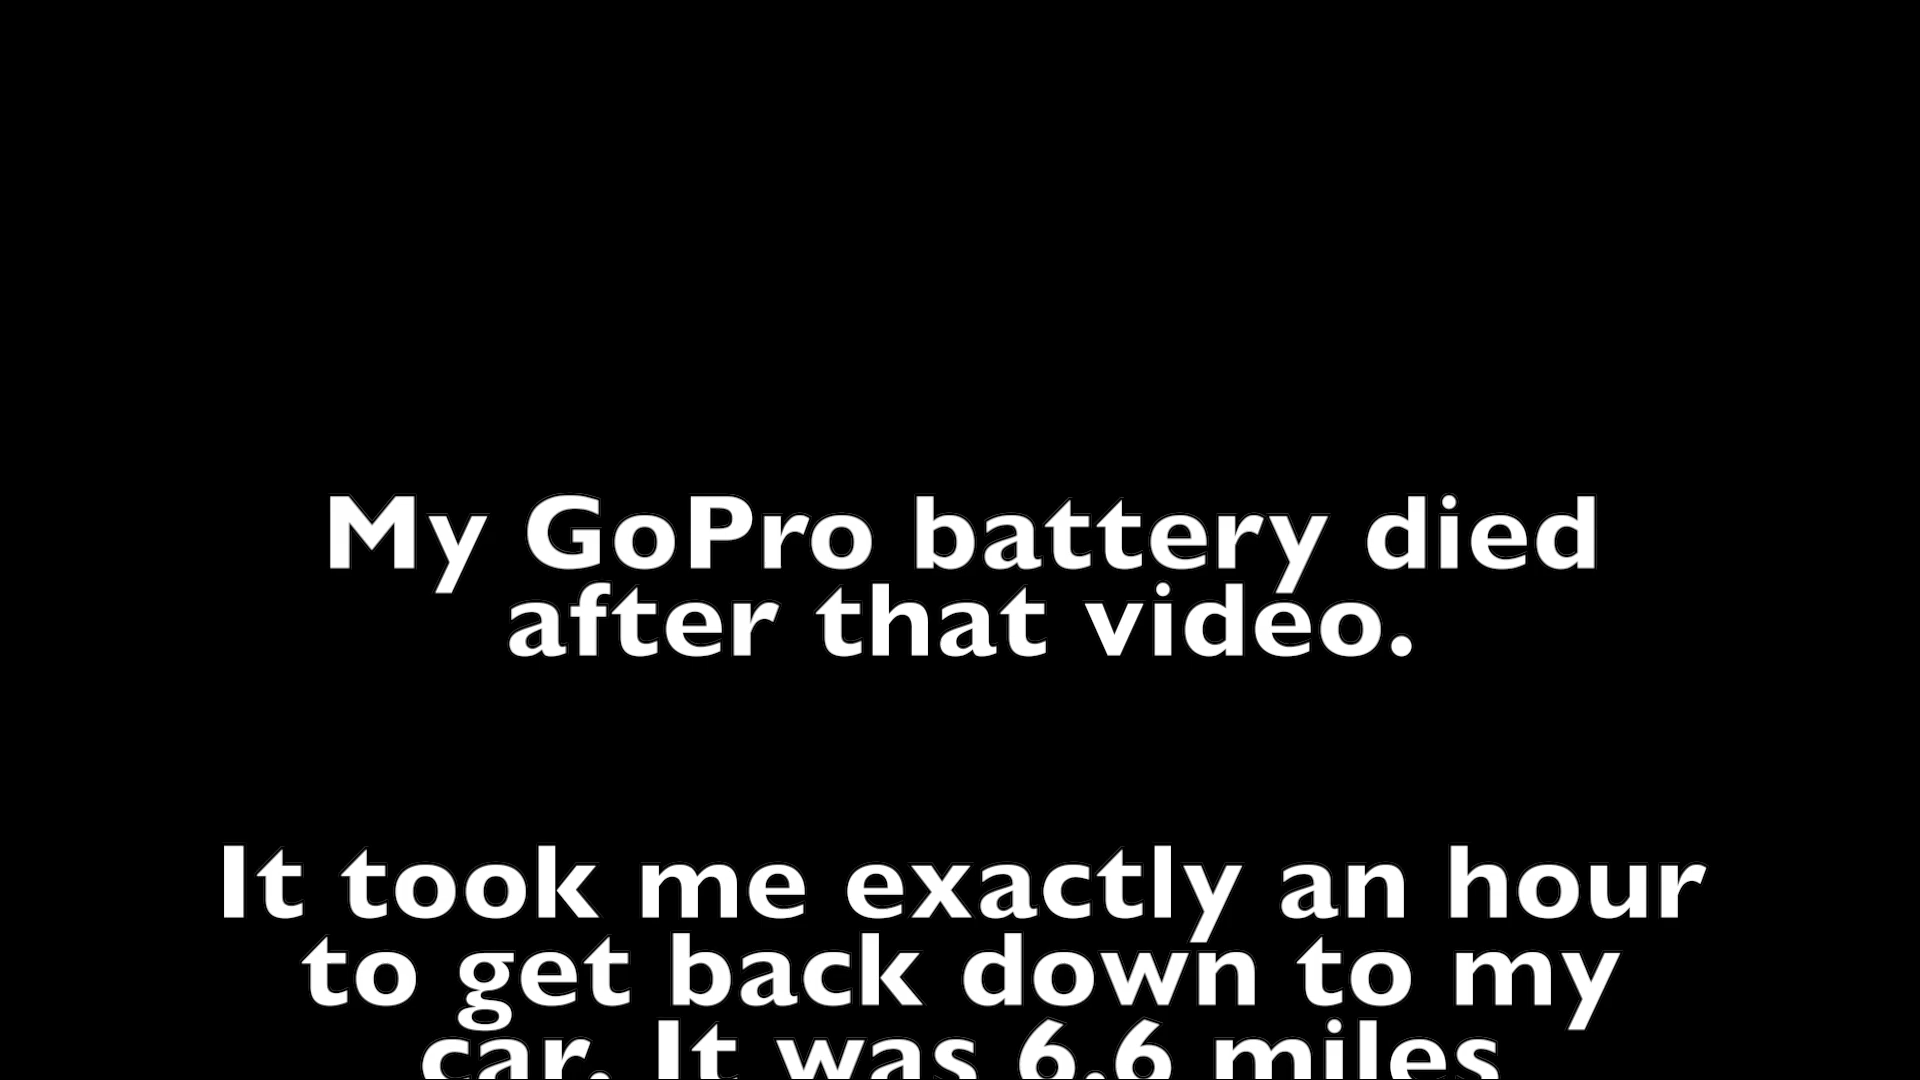 My GoPro battery died
after that video.
It took me exactly an hour
to get back down to my
car. It was 6.6 miles